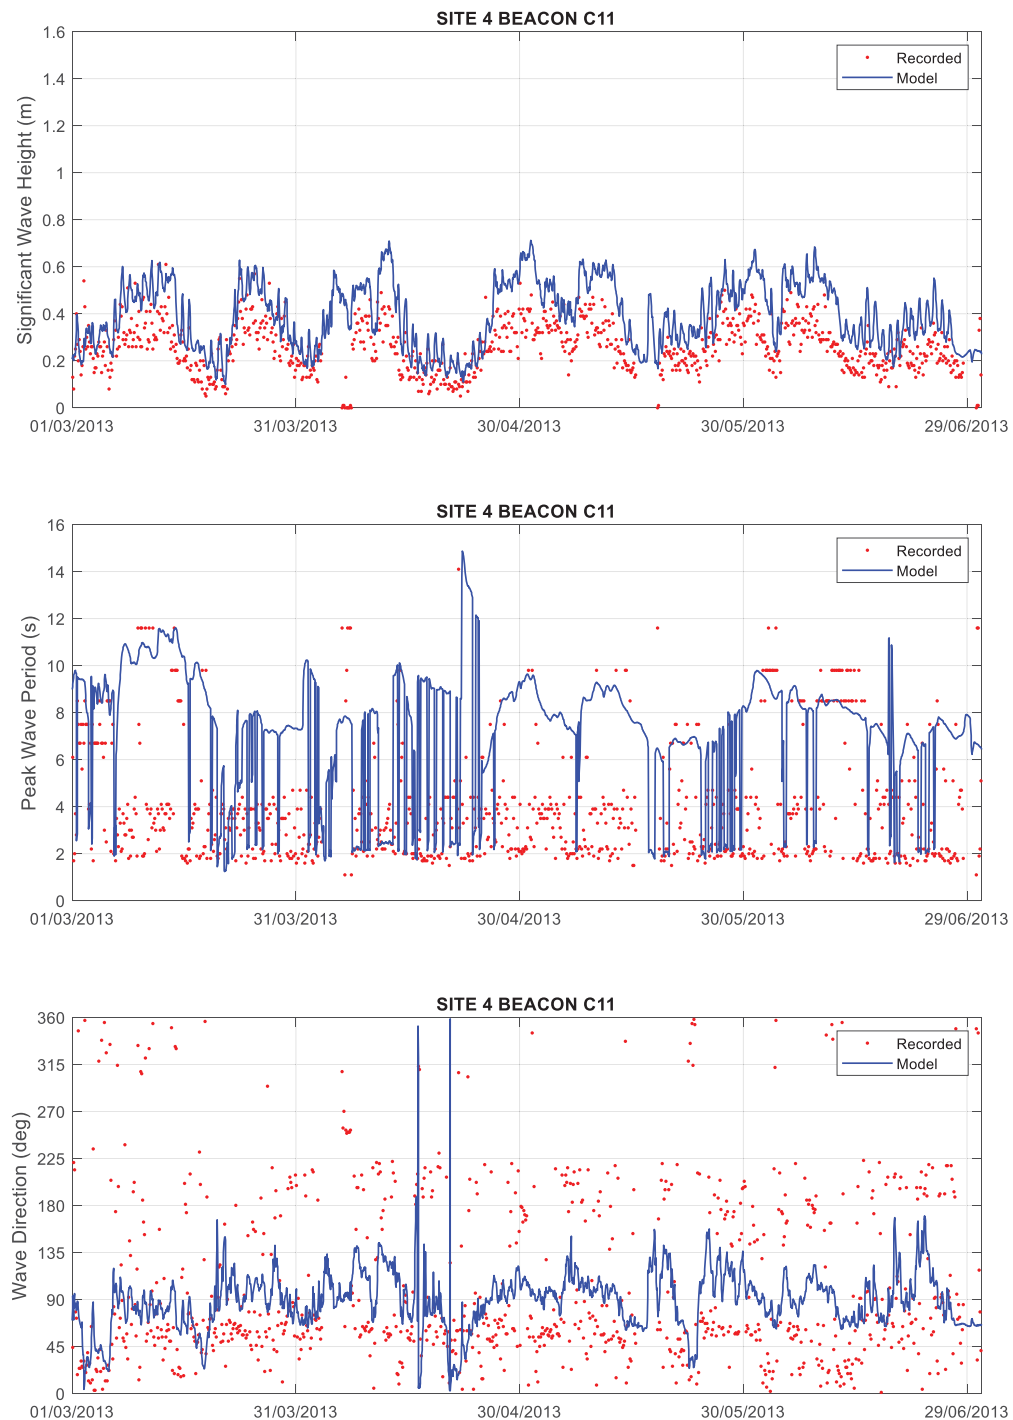 SITE 4 BEACON C11
1.6
1.4
1.2
1
0.8
0.6
0.4
0.2
0
Significant Wave Height (m)
Recorded
Model
01/03/2013 31/03/2013 30/04/2013 30/05/2013 29/06/2013
SITE 4 BEACON C11
16
14
12
10
8
6
4
2
0
Peak Wave Period (s)
Recorded
Model
01/03/2013 31/03/2013 30/04/2013 30/05/2013 29/06/2013
SITE 4 BEACON C11
360
315
270
225
180
135
90
45
0
Wave Direction (deg)
Recorded
Model
01/03/2013 31/03/2013 30/04/2013 30/05/2013 29/06/2013